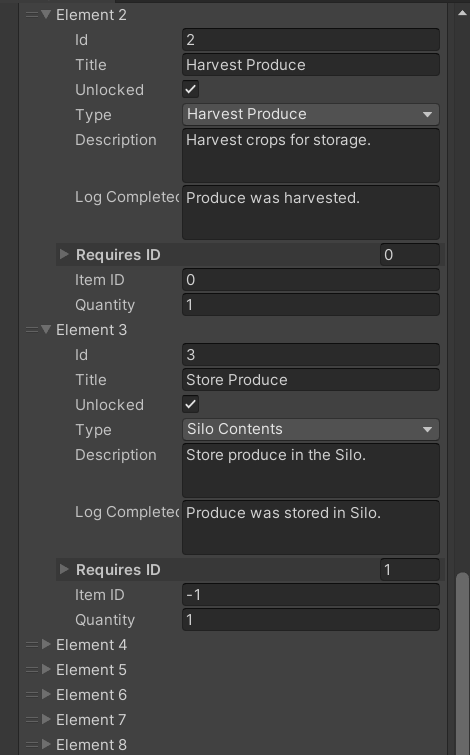 Element 2
Id 2
Title Harvest Produce
Unlocked
Type Harvest Produce
Description Harvest crops for storage.
Log Completed Produce was harvested.
Requires ID 0
Item ID 0
Quantity 1
Element 3
Id 3
Title Store Produce
Unlocked
Type Silo Contents
Description Store produce in the Silo.
Log Completed Produce was stored in Silo.
Requires ID 1
Item ID -1
Quantity 1
Element 4
Element 5
Element 6
Element 7
Element 8